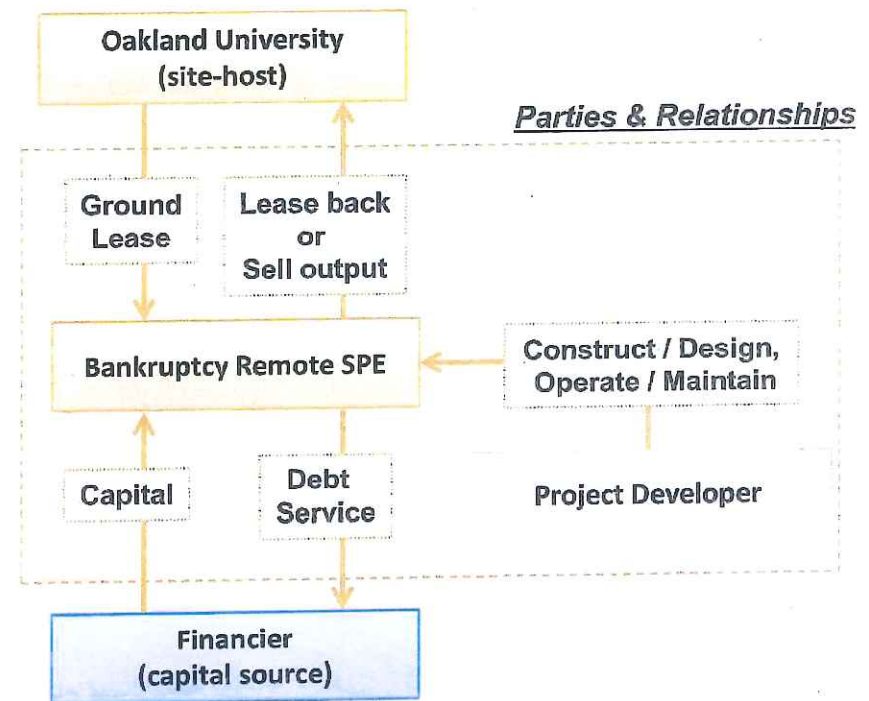 Oakland University
(site-host)
Parties & Relationships
Ground
Lease
Lease back
or
Sell output
Bankruptcy Remote SPE
Construct / Design,
Operate / Maintain
Capital
Debt
Service
Project Developer
Financier
(capital source)